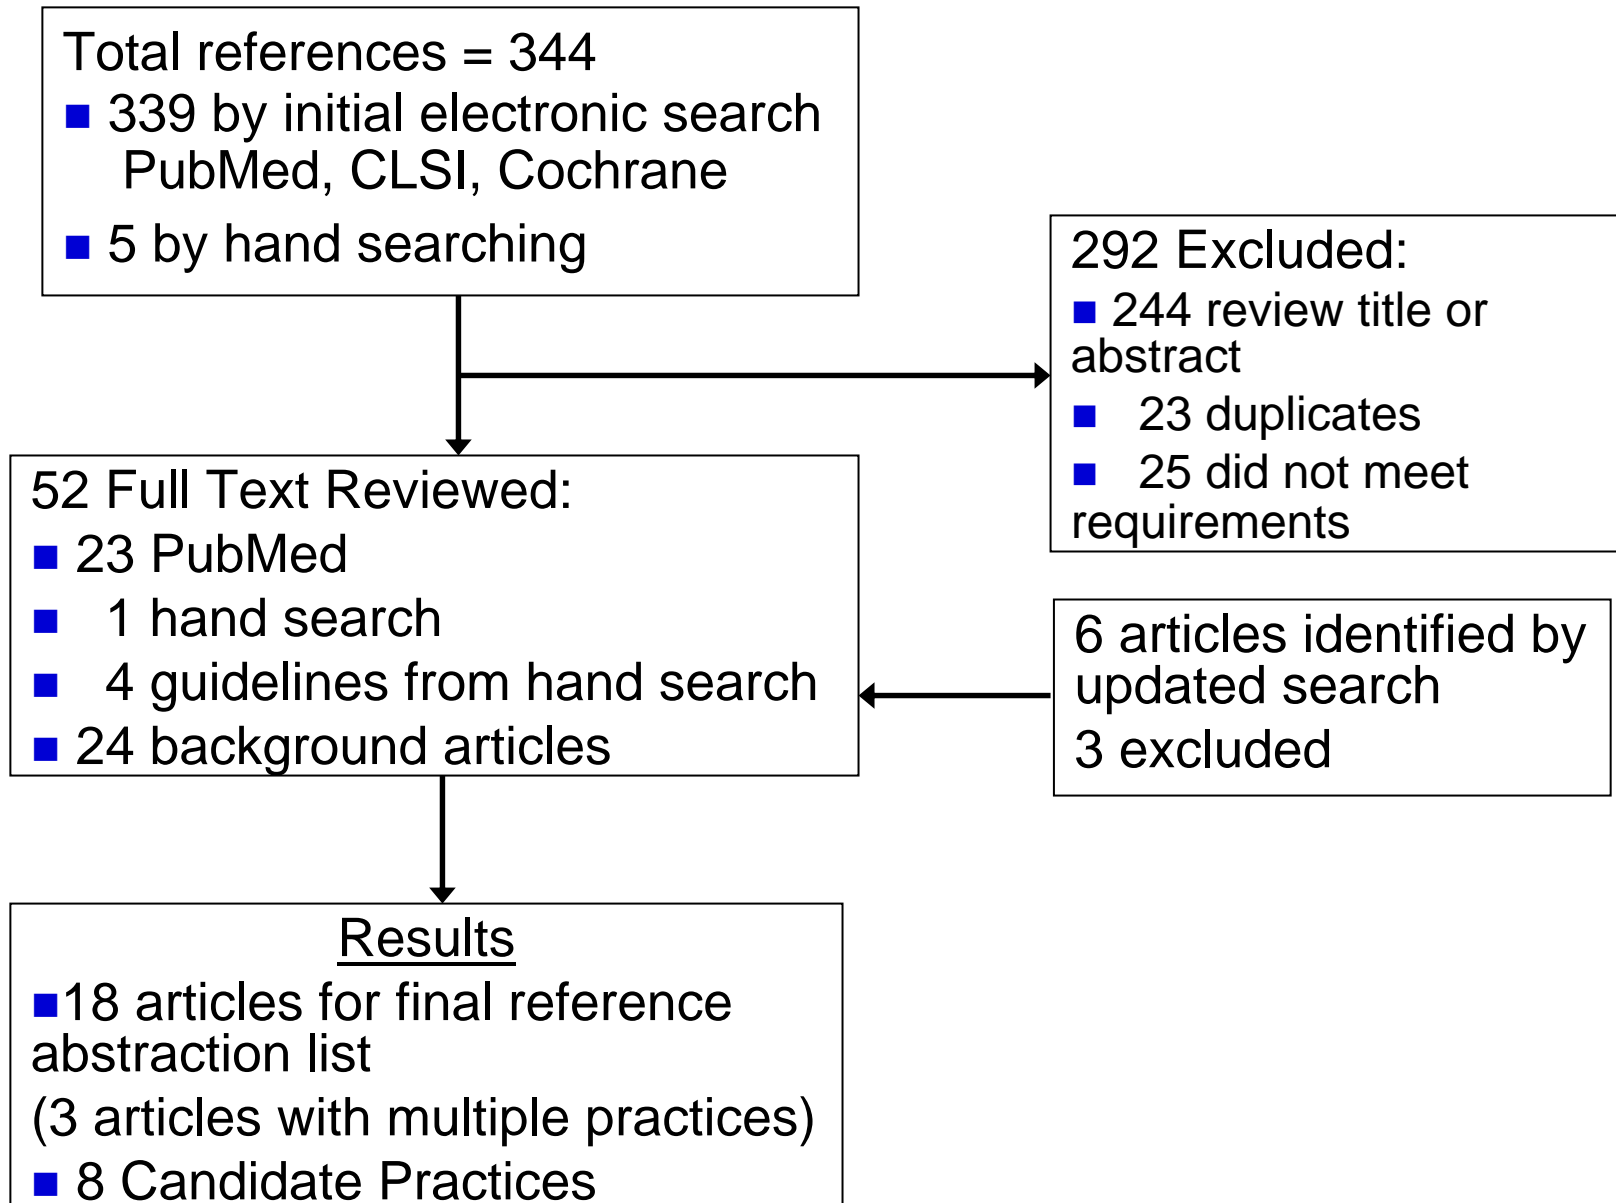 Total references = 344
■ 339 by initial electronic search
PubMed, CLSI, Cochrane
■ 5 by hand searching
292 Excluded:
■ 244 review title or
abstract
■ 23 duplicates
■ 25 did not meet
requirements
52 Full Text Reviewed:
■ 23 PubMed
■ 1 hand search
■ 4 guidelines from hand search
■ 24 background articles
6 articles identified by
updated search
3 excluded
Results
■18 articles for final reference
abstraction list
(3 articles with multiple practices)
■ 8 Candidate Practices